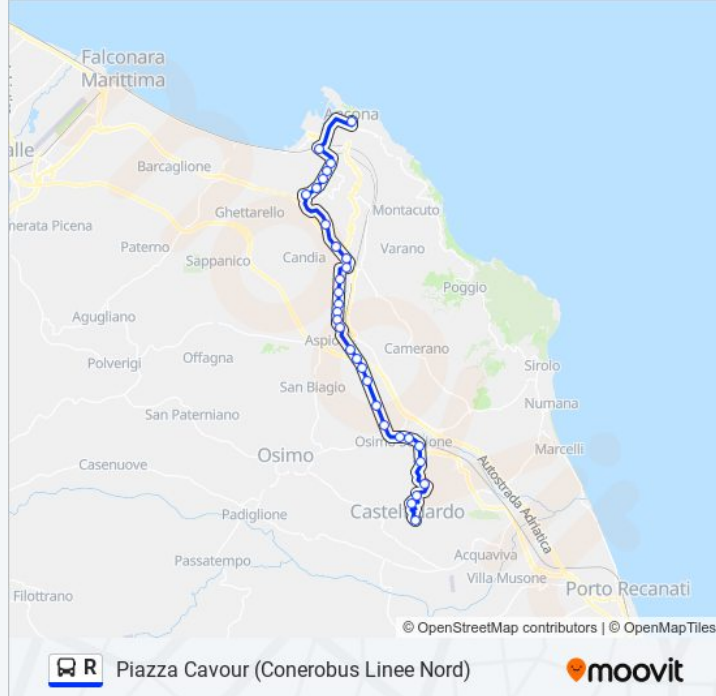 Falconara
Marittima
Ancona
alle
Barcaglione
Ghettarello
Montacuto
nerata Picena
Paterno
Candia
Varano
Sappanico
Poggio
Agugliano
Aspio
Camerano
Polverigi
Offagna
Sirolo
San Biagio
Numana
San Paterniano
Marcelli
Osimo Stazione
Osimo
Casenuove
Autostrada Adriatica
Castelfidardo
Padiglione
Acquaviva
Passatempo
Villa Musone
Filottrano
Porto Recanati
© OpenStreetMap contributors | © OpenMapTiles
R Piazza Cavour (Conerobus Linee Nord)
moovit